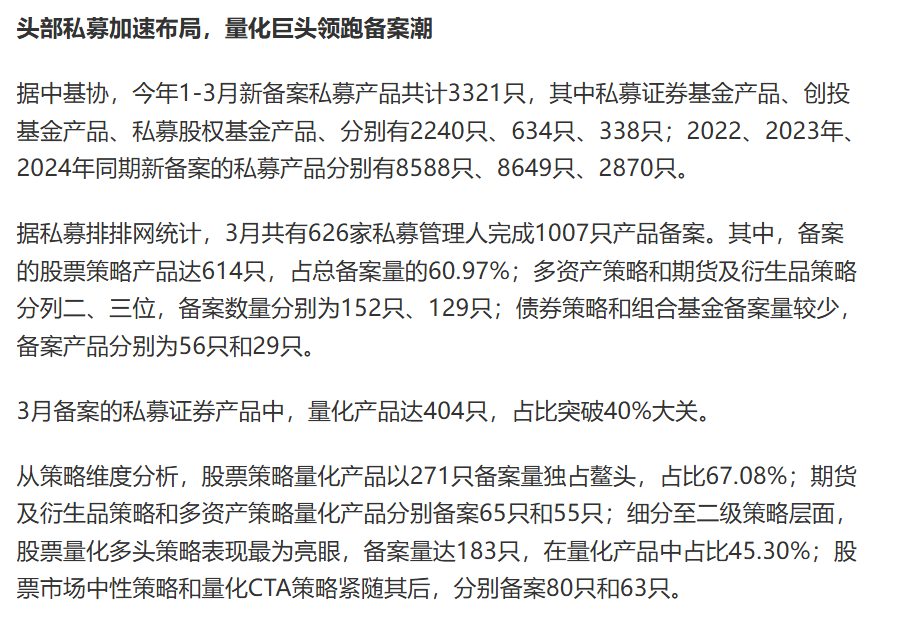 头部私募加速布局，量化巨头领跑备案潮
据中基协，今年1-3月新备案私募产品共计3321只，其中私募证券基金产品、创投
基金产品、私募股权基金产品、分别有2240只、634只、338只；2022、2023年、
2024年同期新备案的私募产品分别有8588只、8649只、2870只。
据私募排排网统计，3月共有626家私募管理人完成1007只产品备案。其中，备案
的股票策略产品达614只，占总备案量的60.97%；多资产策略和期货及衍生品策略
分列二、三位，备案数量分别为152只、129只；债券策略和组合基金备案量较少，
备案产品分别为56只和29只。
3月备案的私募证券产品中，量化产品达404只，占比突破40%大关。
从策略维度分析，股票策略量化产品以271只备案量独占鳌头，占比67.08%；期货
及衍生品策略和多资产策略量化产品分别备案65只和55只；细分至二级策略层面，
股票量化多头策略表现最为亮眼，备案量达183只，在量化产品中占比45.30%；股
票市场中性策略和量化CTA策略紧随其后，分别备案80只和63只。